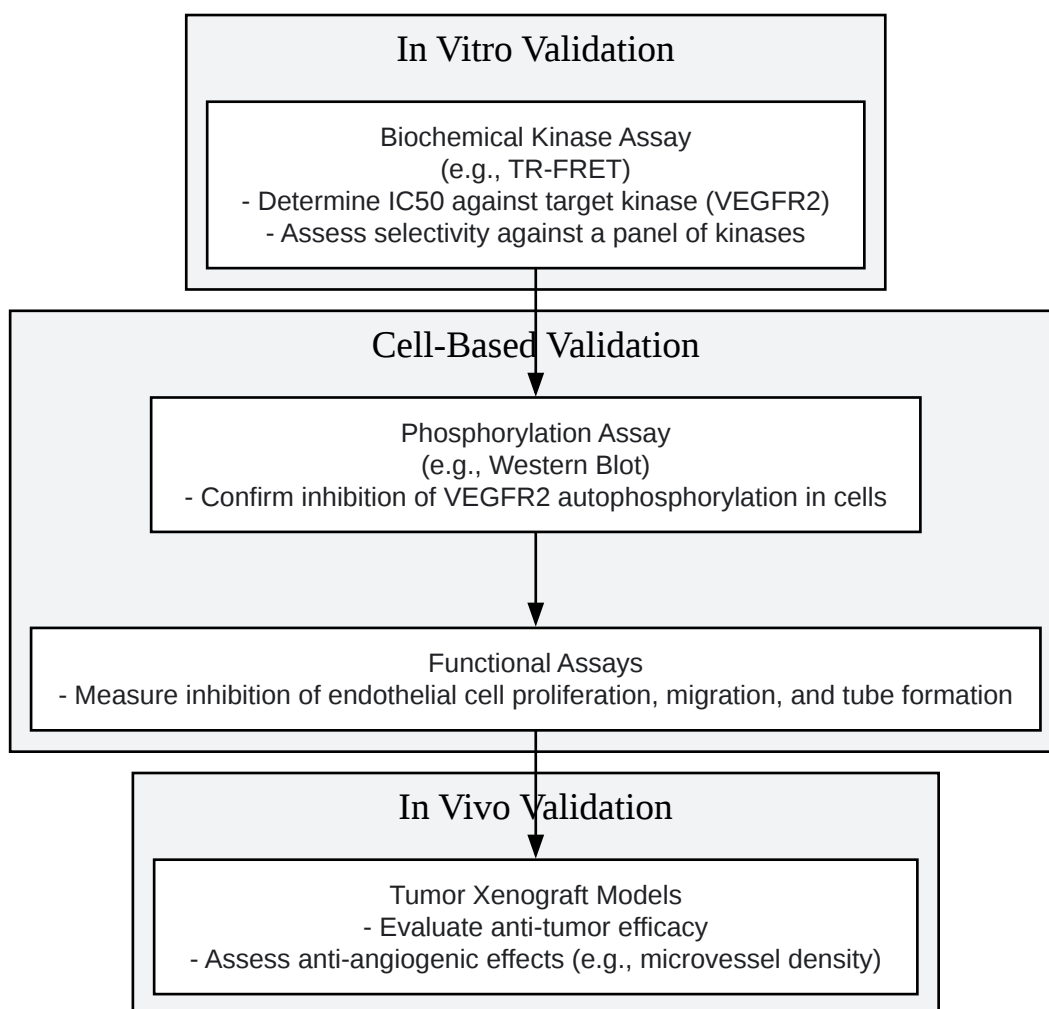 In Vitro Validation
Biochemical Kinase Assay
(e.g., TR-FRET)
- Determine IC50 against target kinase (VEGFR2)
- Assess selectivity against a panel of kinases
Cell-Based Validation
Phosphorylation Assay
(e.g., Western Blot)
- Confirm inhibition of VEGFR2 autophosphorylation in cells
Functional Assays
- Measure inhibition of endothelial cell proliferation, migration, and tube formation
In Vivo Validation
Tumor Xenograft Models
- Evaluate anti-tumor efficacy
- Assess anti-angiogenic effects (e.g., microvessel density)